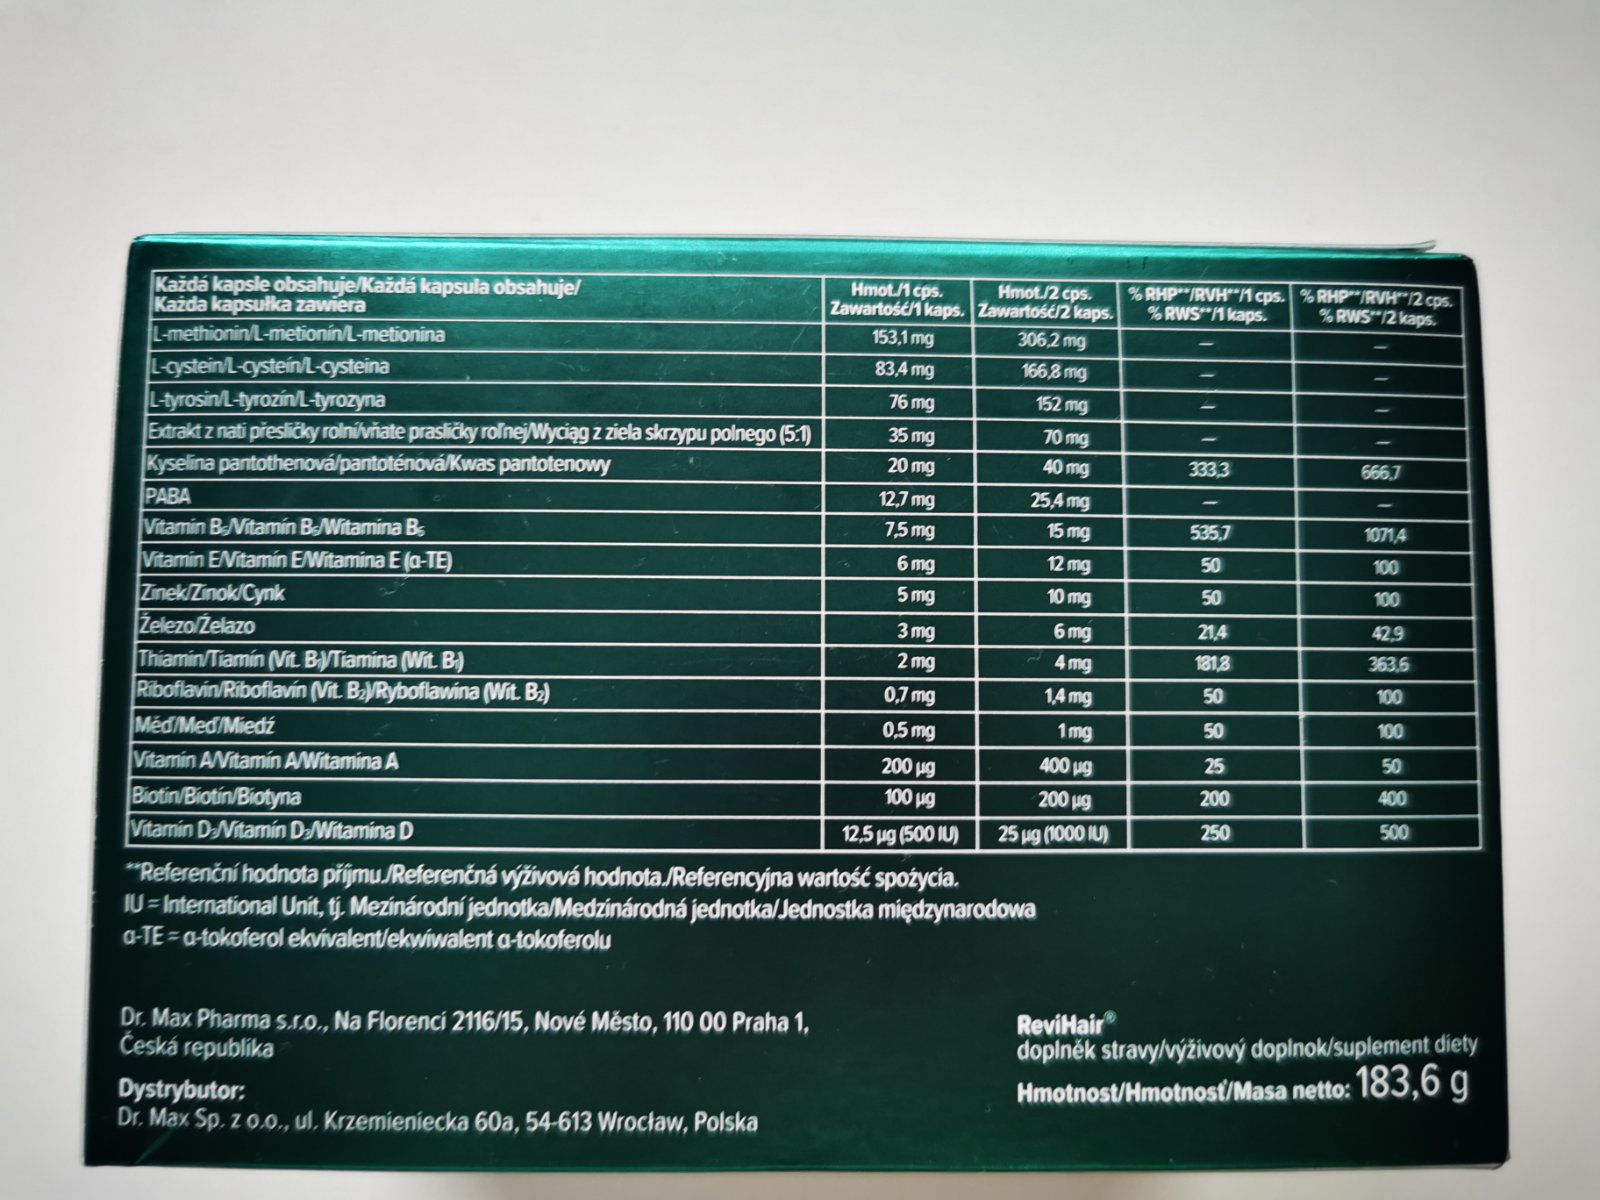 Každá kapsle obsahuje/Každá kapsula obsahuje/
Każda kapsułka zawiera
Hmot./1 cps.
Zawartość/1 kaps.
Hmot./2 cps.
Zawartość/2 kaps.
% RHP**/RVH**/1 cps.
% RWS**/1 kaps.
% RHP**/RVH**/2 cps.
% RWS**/2 kaps.
L-methionin/L-metionín/L-metionina 153,1 mg 306,2 mg – –
L-cystein/L-cysteín/L-cysteina 83,4 mg 166,8 mg – –
L-tyrosin/L-tyrozín/L-tyrozyna 76 mg 152 mg – –
Extrakt z nati přesličky rolní/vňate prasličky roľnej/Wyciąg z ziela skrzypu polnego (5:1) 35 mg 70 mg – –
Kyselina pantothenová/pantoténová/Kwas pantotenowy 20 mg 40 mg 333,3 666,7
PABA 12,7 mg 25,4 mg – –
Vitamin B₆/Vitamín B₆/Witamina B₆ 7,5 mg 15 mg 535,7 1071,4
Vitamin E/Vitamín E/Witamina E (α-TE) 6 mg 12 mg 50 100
Zinek/Zinok/Cynk 5 mg 10 mg 50 100
Železo/Żelazo 3 mg 6 mg 21,4 42,9
Thiamin/Tiamín (Vit. B₁)/Tiamina (Wit. B₁) 2 mg 4 mg 181,8 363,6
Riboflavin/Riboflavín (Vit. B₂)/Ryboflawina (Wit. B₂) 0,7 mg 1,4 mg 50 100
Měď/Meď/Miedź 0,5 mg 1 mg 50 100
Vitamin A/Vitamín A/Witamina A 200 µg 400 µg 25 50
Biotin/Biotín/Biotyna 100 µg 200 µg 200 400
Vitamin D₃/Vitamín D₃/Witamina D 12,5 µg (500 IU) 25 µg (1000 IU) 250 500
**Referenční hodnota příjmu./Referenčná výživová hodnota./Referencyjna wartość spożycia.
IU = International Unit, tj. Mezinárodní jednotka/Medzinárodná jednotka/Jednostka międzynarodowa
α-TE = α-tokoferol ekvivalent/ekwiwalent α-tokoferolu
Dr. Max Pharma s.r.o., Na Florenci 2116/15, Nové Město, 110 00 Praha 1,
Česká republika
Dystrybutor:
Dr. Max Sp. z o.o., ul. Krzemieniecka 60a, 54-613 Wrocław, Polska
ReviHair®
doplněk stravy/výživový doplnok/suplement diety
Hmotnost/Hmotnosť/Masa netto: 183,6 g